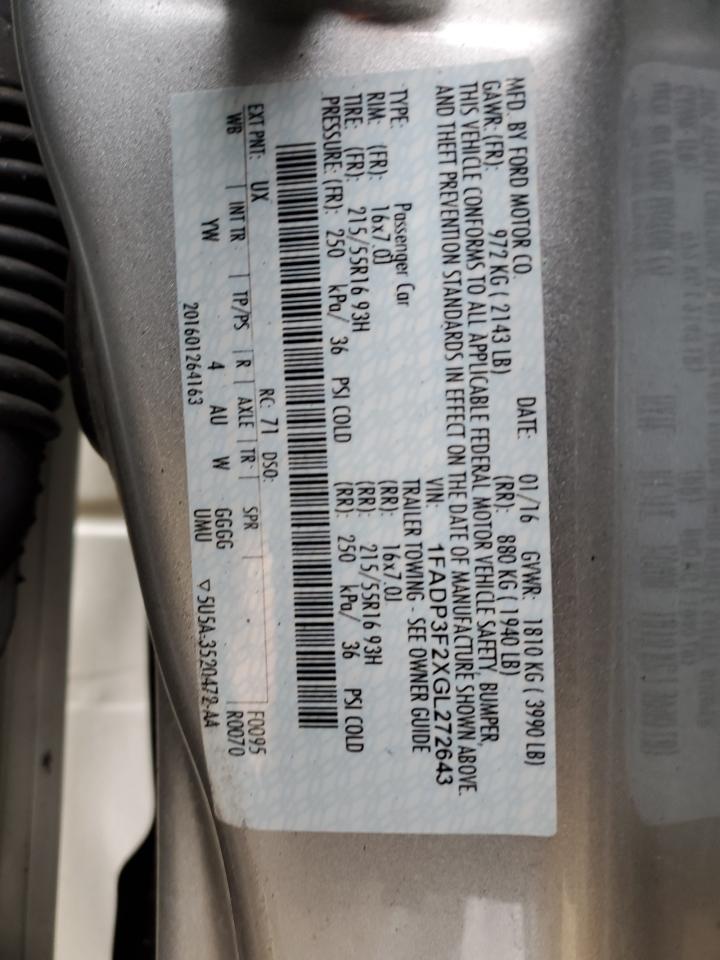 MFD. BY FORD MOTOR CO. DATE: 01/16 GVWR: 1810 KG ( 3990 LB)
GAWR: (FR): 972 KG ( 2143 LB) (RR): 880 KG ( 1940 LB)
THIS VEHICLE CONFORMS TO ALL APPLICABLE FEDERAL MOTOR VEHICLE SAFETY, BUMPER,
AND THEFT PREVENTION STANDARDS IN EFFECT ON THE DATE OF MANUFACTURE SHOWN ABOVE.
VIN: 1FADP3F2XGL272643
TYPE: Passenger Car TRAILER TOWING - SEE OWNER GUIDE
RIM: (FR): 16x7.0J (RR): 16x7.0J
TIRE: (FR): 215/55R16 93H (RR): 215/55R16 93H
PRESSURE: (FR): 250 kPa/ 36 PSI COLD (RR): 250 kPa/ 36 PSI COLD
EXT PNT: UX RC: 71 DSO: F0095
WB | INT TR | TP/PS | R | AXLE | TR | SPR R0070
YW 4 AU W GGGG
201601264163 UMU ▽ 5U5A-3520472-AA